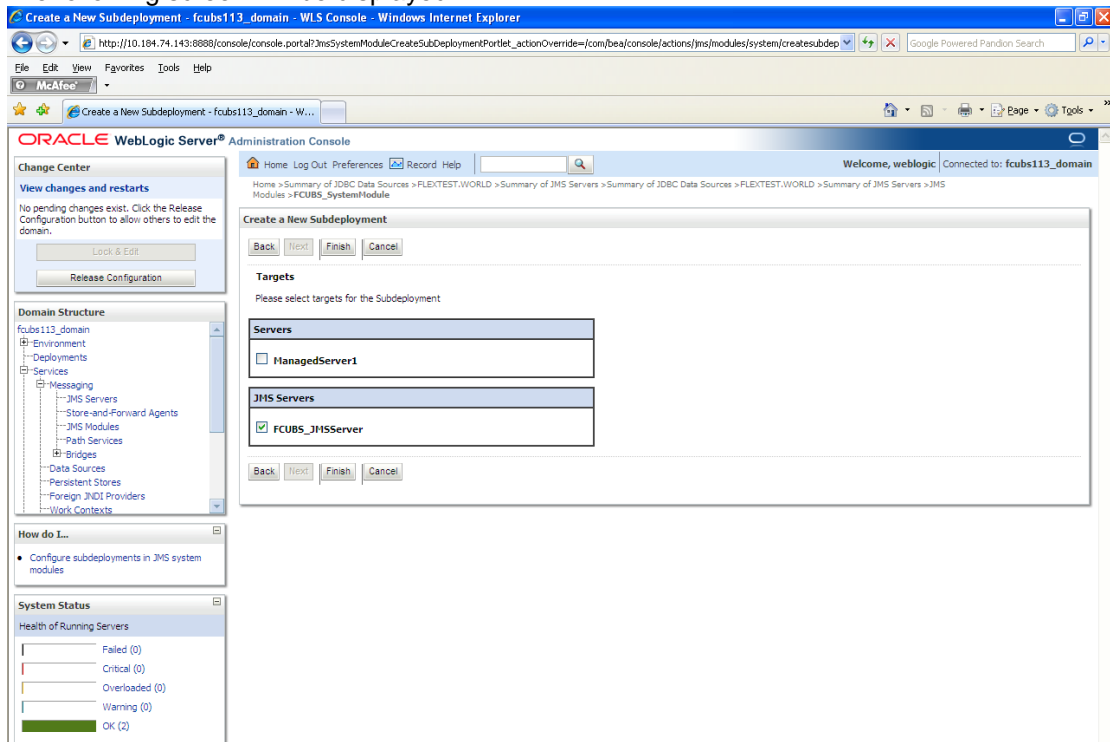 Create a New Subdeployment - fcubs113_domain - WLS Console - Windows Internet Explorer
http://10.184.74.143:8888/console/console.portal?JmsSystemModuleCreateSubDeploymentPortlet_actionOverride=/com/bea/console/actions/jms/modules/system/createsubdep
Google Powered Pandion Search
File Edit View Favorites Tools Help
McAfee
Create a New Subdeployment - fcubs113_domain - W...
Page Tools
ORACLE WebLogic Server® Administration Console
Change Center
View changes and restarts
No pending changes exist. Click the Release
Configuration button to allow others to edit the
domain.
Lock & Edit
Release Configuration
Domain Structure
fcubs113_domain
Environment
Deployments
Services
Messaging
JMS Servers
Store-and-Forward Agents
JMS Modules
Path Services
Bridges
Data Sources
Persistent Stores
Foreign JNDI Providers
Work Contexts
How do I...
Configure subdeployments in JMS system
modules
System Status
Health of Running Servers
Failed (0)
Critical (0)
Overloaded (0)
Warning (0)
OK (2)
Home Log Out Preferences Record Help
Welcome, weblogic Connected to: fcubs113_domain
Home >Summary of JDBC Data Sources >FLEXTEST.WORLD >Summary of JMS Servers >Summary of JDBC Data Sources >FLEXTEST.WORLD >Summary of JMS Servers >JMS
Modules >FCUBS_SystemModule
Create a New Subdeployment
Back Next Finish Cancel
Targets
Please select targets for the Subdeployment
Servers
ManagedServer1
JMS Servers
FCUBS_JMSServer
Back Next Finish Cancel